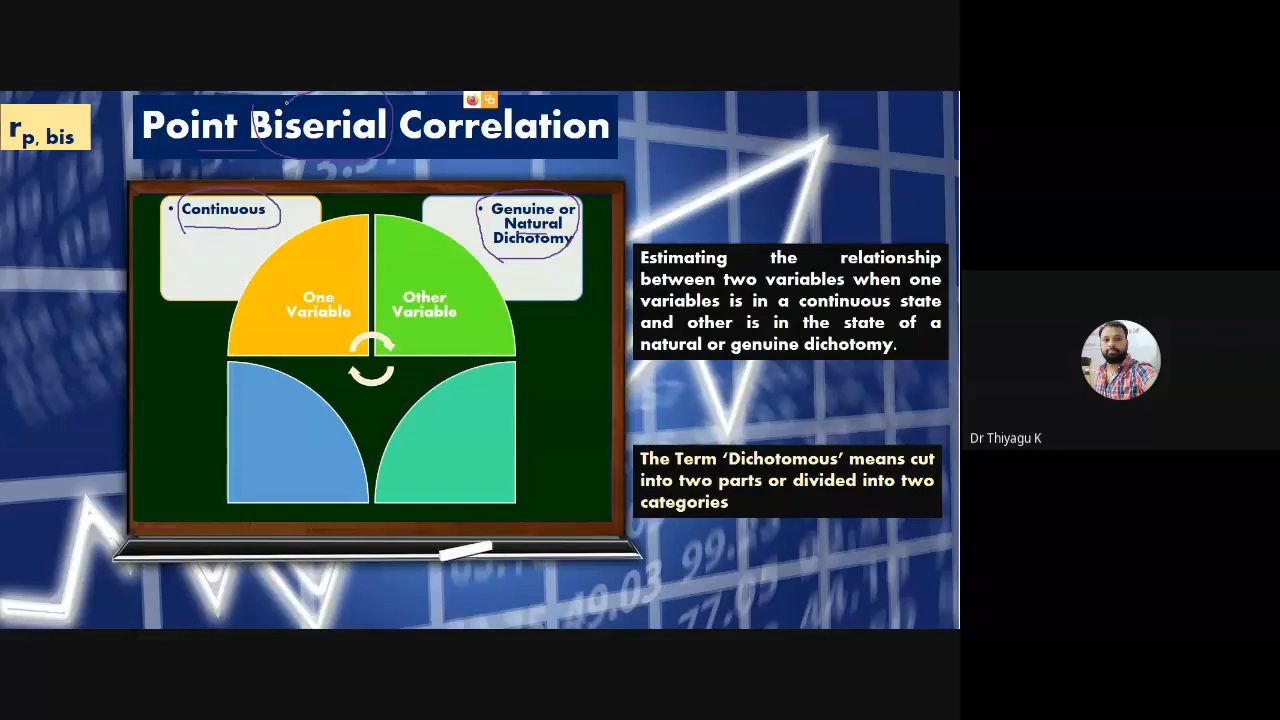 r p, bis
Point Biserial Correlation
• Continuous
• Genuine or
Natural
Dichotomy
One
Variable
Other
Variable
Estimating the relationship
between two variables when one
variables is in a continuous state
and other is in the state of a
natural or genuine dichotomy.
The Term ‘Dichotomous’ means cut
into two parts or divided into two
categories
Dr Thiyagu K